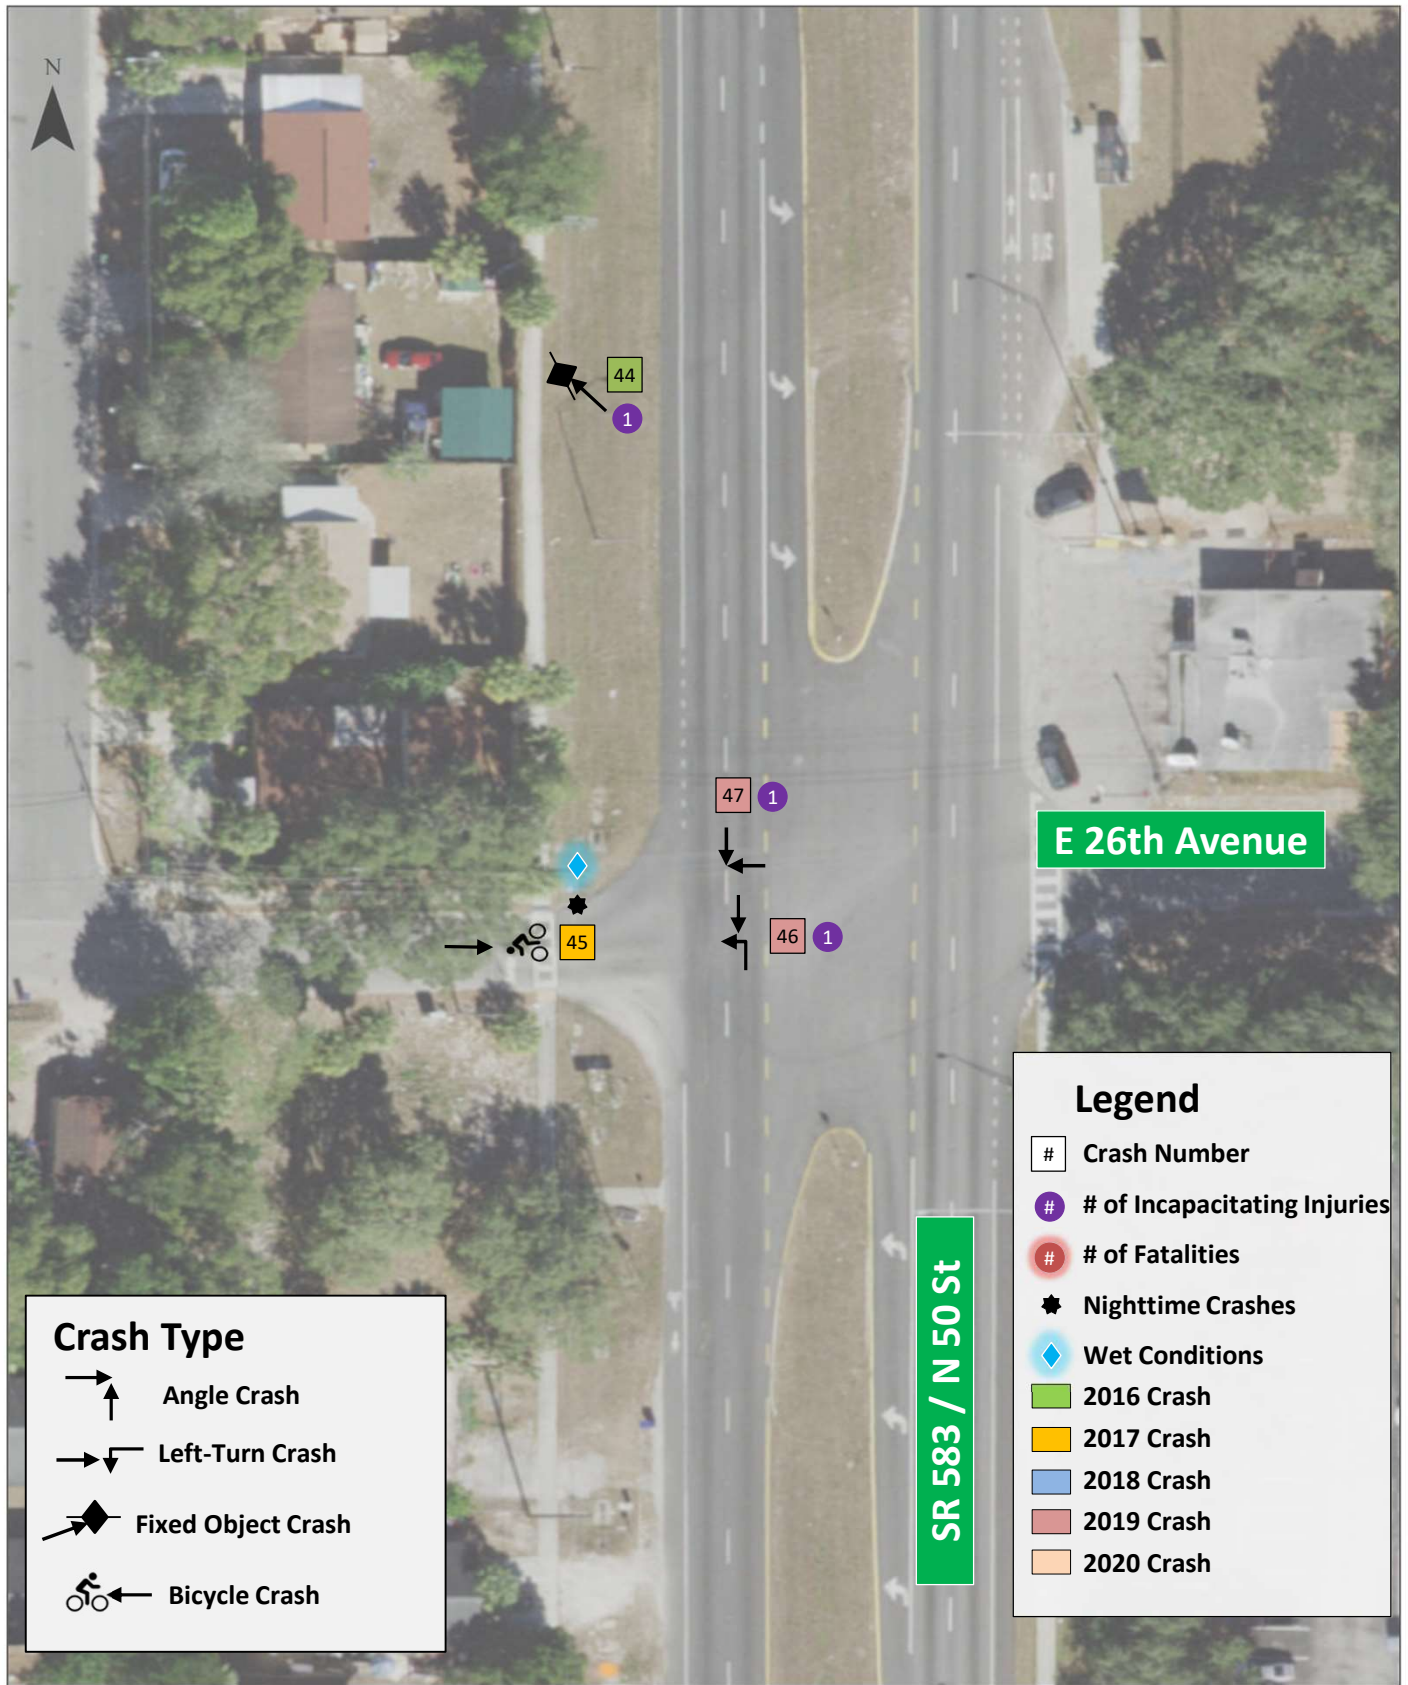 N
44
1
47
1
E 26th Avenue
45
46
1
SR 583 / N 50 St
Crash Type
Angle Crash
Left-Turn Crash
Fixed Object Crash
Bicycle Crash
Legend
# Crash Number
# # of Incapacitating Injuries
# # of Fatalities
Nighttime Crashes
Wet Conditions
2016 Crash
2017 Crash
2018 Crash
2019 Crash
2020 Crash